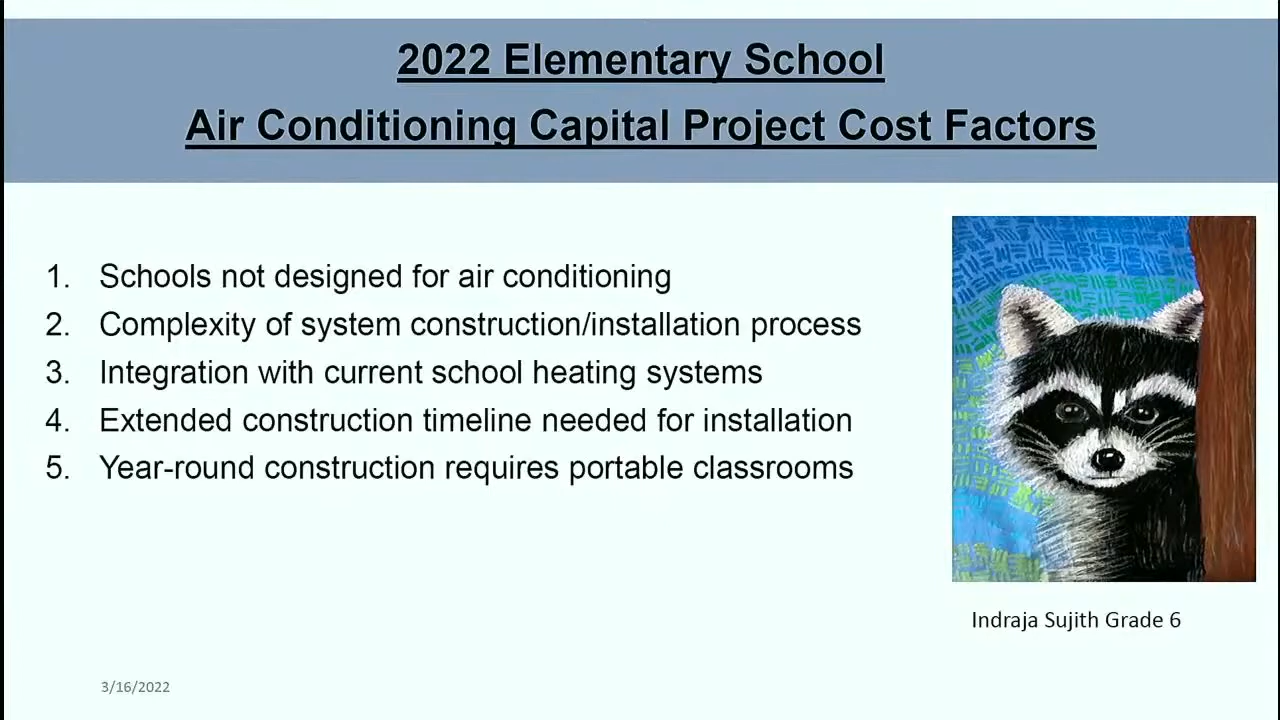 2022 Elementary School
Air Conditioning Capital Project Cost Factors
1. Schools not designed for air conditioning
2. Complexity of system construction/installation process
3. Integration with current school heating systems
4. Extended construction timeline needed for installation
5. Year-round construction requires portable classrooms
Indraja Sujith Grade 6
3/16/2022